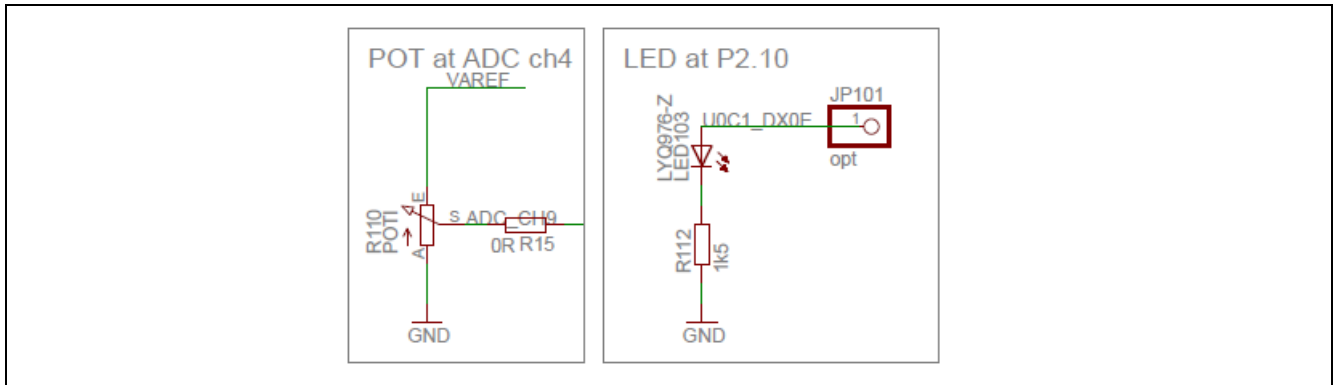 POT at ADC ch4
VAREF
E
R110
POTI
S
ADC_CH9
A
0R R15
GND
LED at P2.10
JP101
LYQ976-Z
LED103
U0C1_DX0F
1
opt
R112
1k5
GND